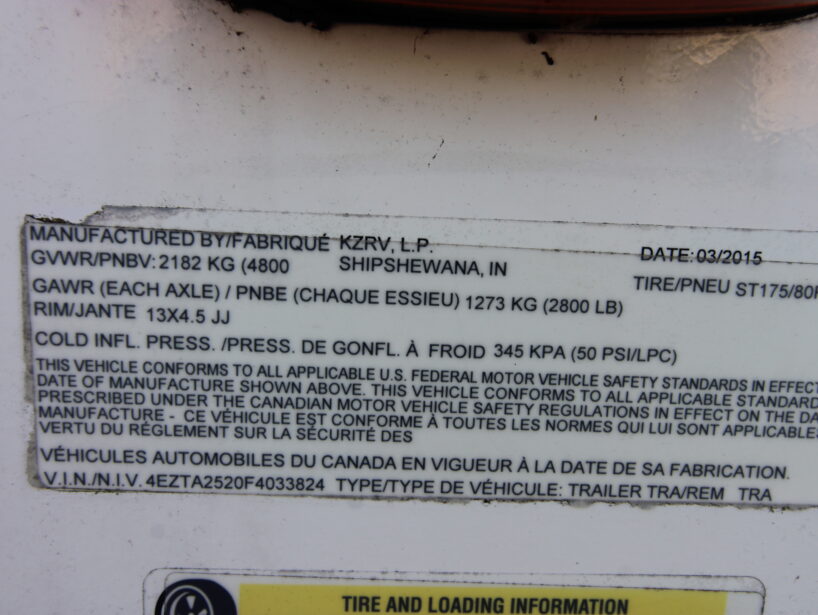 MANUFACTURED BY/FABRIQUÉ KZRV, L.P. DATE: 03/2015
GVWR/PNBV: 2182 KG (4800 SHIPSHEWANA, IN TIRE/PNEU ST175/80
GAWR (EACH AXLE) / PNBE (CHAQUE ESSIEU) 1273 KG (2800 LB)
RIM/JANTE 13X4.5 JJ
COLD INFL. PRESS. /PRESS. DE GONFL. À FROID 345 KPA (50 PSI/LPC)
THIS VEHICLE CONFORMS TO ALL APPLICABLE U.S. FEDERAL MOTOR VEHICLE SAFETY STANDARDS IN EFFECT
DATE OF MANUFACTURE SHOWN ABOVE. THIS VEHICLE CONFORMS TO ALL APPLICABLE STANDARD
PRESCRIBED UNDER THE CANADIAN MOTOR VEHICLE SAFETY REGULATIONS IN EFFECT ON THE DA
MANUFACTURE - CE VÉHICULE EST CONFORME À TOUTES LES NORMES QUI LUI SONT APPLICABLES
VERTU DU RÉGLEMENT SUR LA SÉCURITÉ DES
VÉHICULES AUTOMOBILES DU CANADA EN VIGUEUR À LA DATE DE SA FABRICATION.
V.I.N./N.I.V. 4EZTA2520F4033824 TYPE/TYPE DE VÉHICULE: TRAILER TRA/REM TRA
TIRE AND LOADING INFORMATION